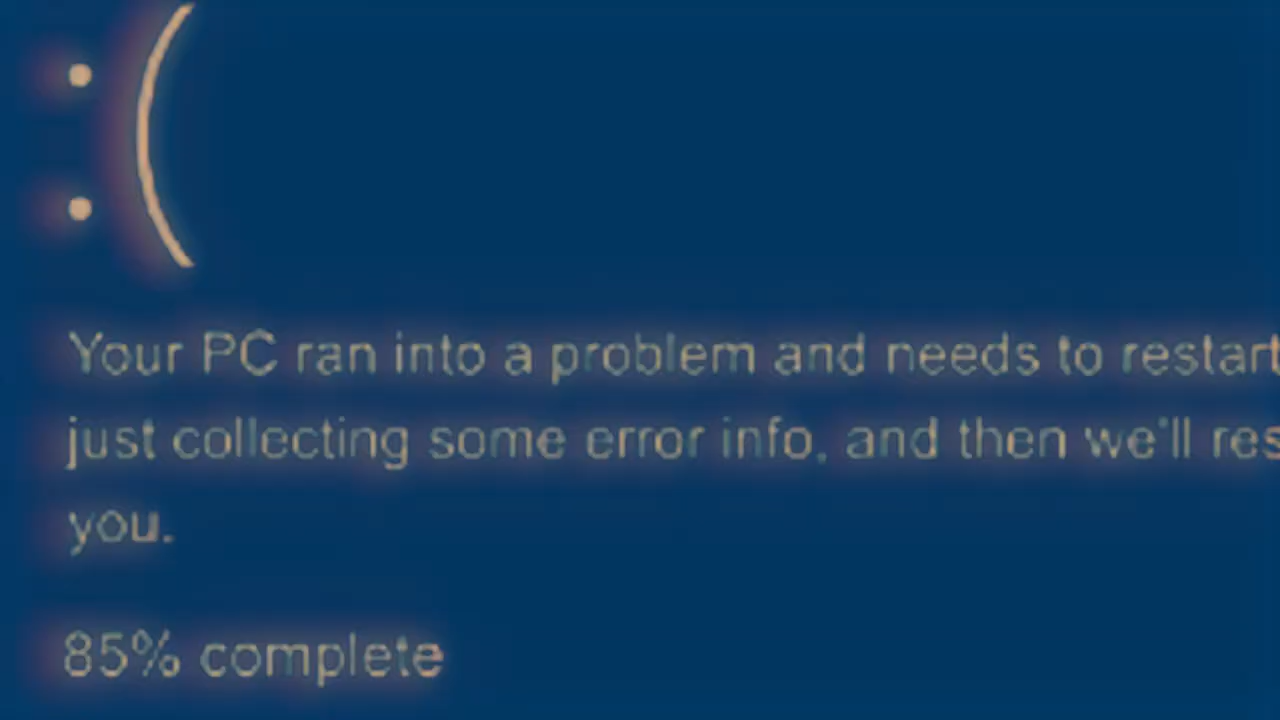 :(
Your PC ran into a problem and needs to restart
just collecting some error info, and then we'll res
you.
85% complete